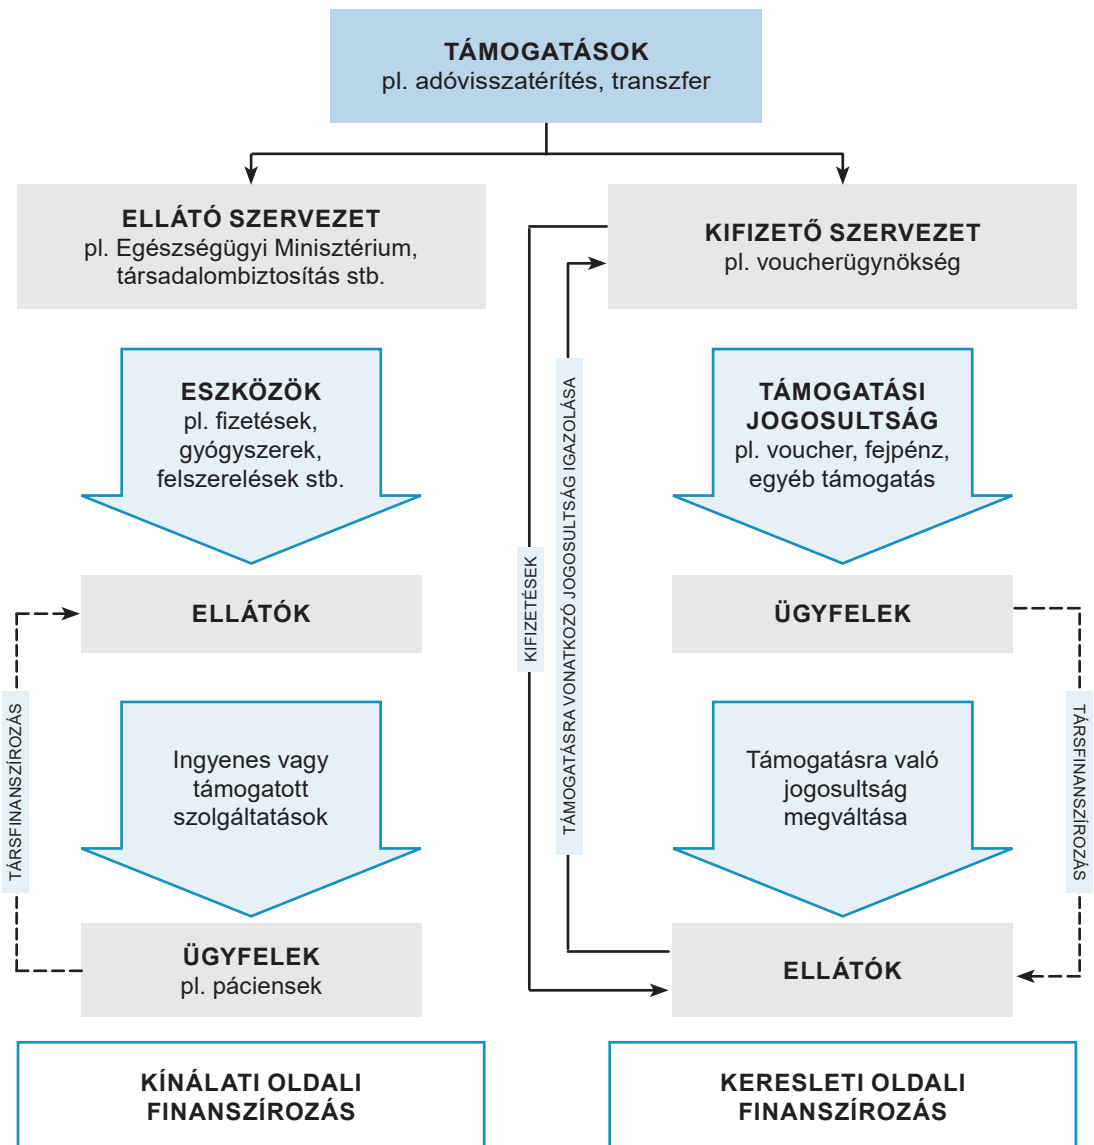 TÁMOGATÁSOK
pl. adóvisszatérítés, transzfer
ELLÁTÓ SZERVEZET
pl. Egészségügyi Minisztérium,
társadalombiztosítás stb.
KIFIZETŐ SZERVEZET
pl. voucherügynökség
ESZKÖZÖK
pl. fizetések,
gyógyszerek,
felszerelések stb.
TÁMOGATÁSI
JOGOSULTSÁG
pl. voucher, fejpénz,
egyéb támogatás
KIFIZETÉSEK
TÁMOGATÁSRA VONATKOZÓ JOGOSULTSÁG IGAZOLÁSA
ELLÁTÓK
ÜGYFELEK
TÁRSFINANSZÍROZÁS
Ingyenes vagy
támogatott
szolgáltatások
Támogatásra való
jogosultság
megváltása
TÁRSFINANSZÍROZÁS
ÜGYFELEK
pl. páciensek
ELLÁTÓK
KÍNÁLATI OLDALI
FINANSZÍROZÁS
KERESLETI OLDALI
FINANSZÍROZÁS